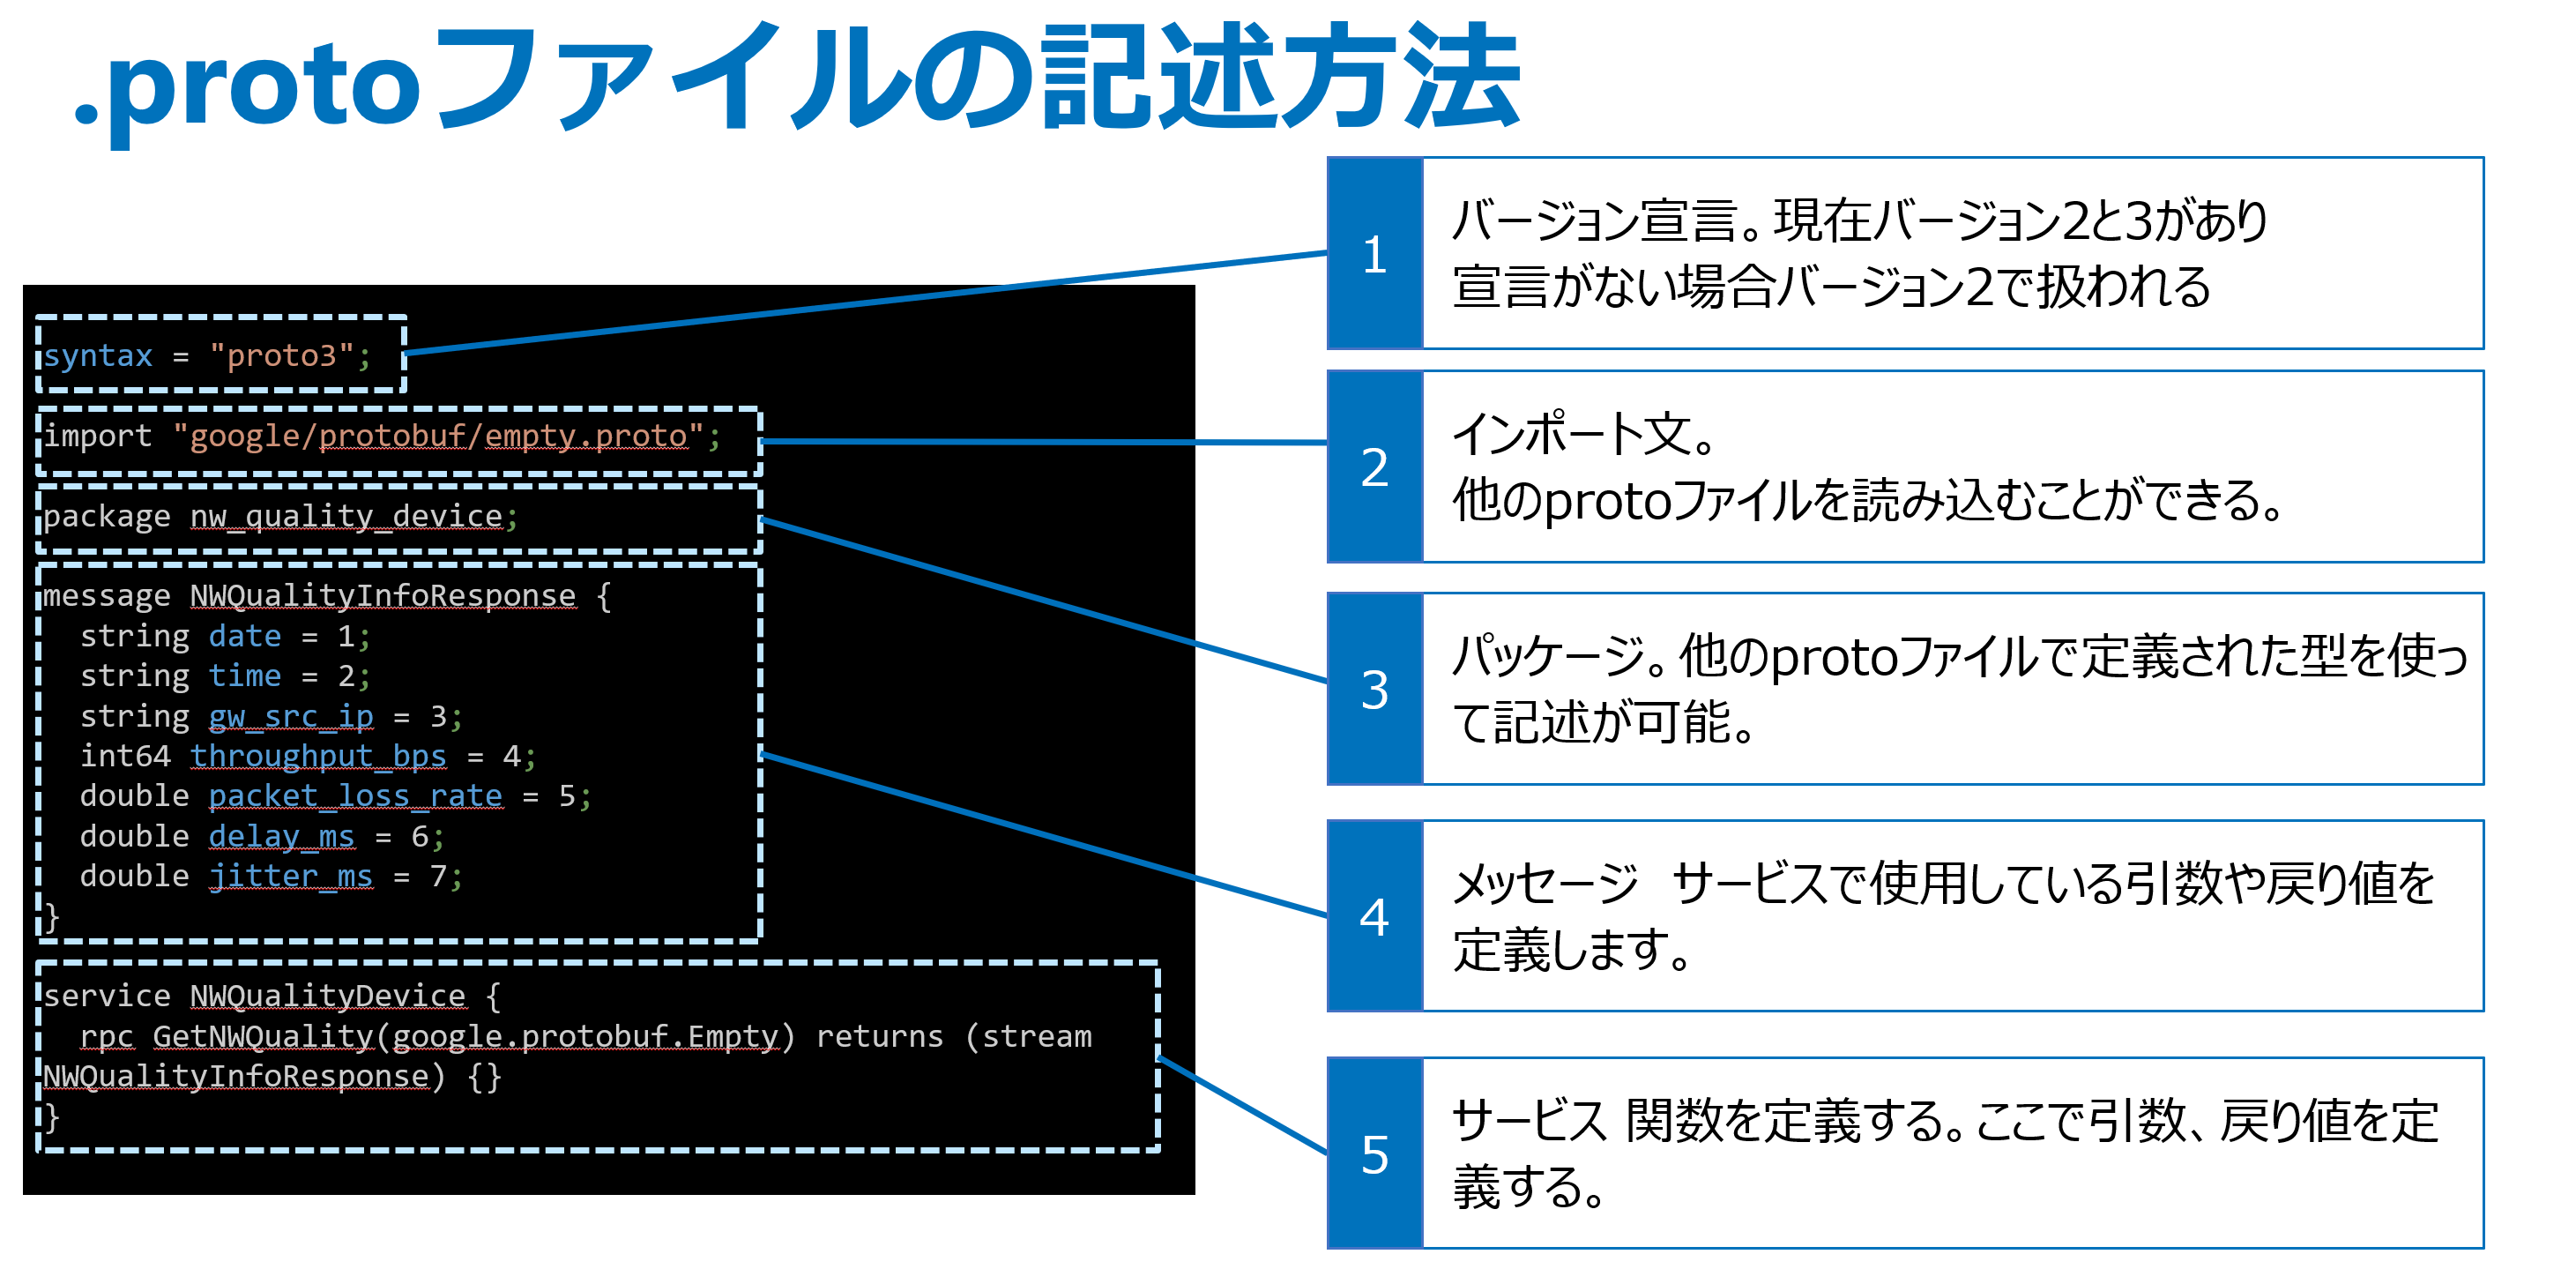 .protoファイルの記述方法
syntax = "proto3";
import "google/protobuf/empty.proto";
package nw_quality_device;
message NWQualityInfoResponse {
string date = 1;
string time = 2;
string gw_src_ip = 3;
int64 throughput_bps = 4;
double packet_loss_rate = 5;
double delay_ms = 6;
double jitter_ms = 7;
}
service NWQualityDevice {
rpc GetNWQuality(google.protobuf.Empty) returns (stream
NWQualityInfoResponse) {}
}
1
バージョン宣言。現在バージョン2と3があり
宣言がない場合バージョン2で扱われる
2
インポート文。
他のprotoファイルを読み込むことができる。
3
パッケージ。他のprotoファイルで定義された型を使っ
て記述が可能。
4
メッセージ　サービスで使用している引数や戻り値を
定義します。
5
サービス 関数を定義する。ここで引数、戻り値を定
義する。